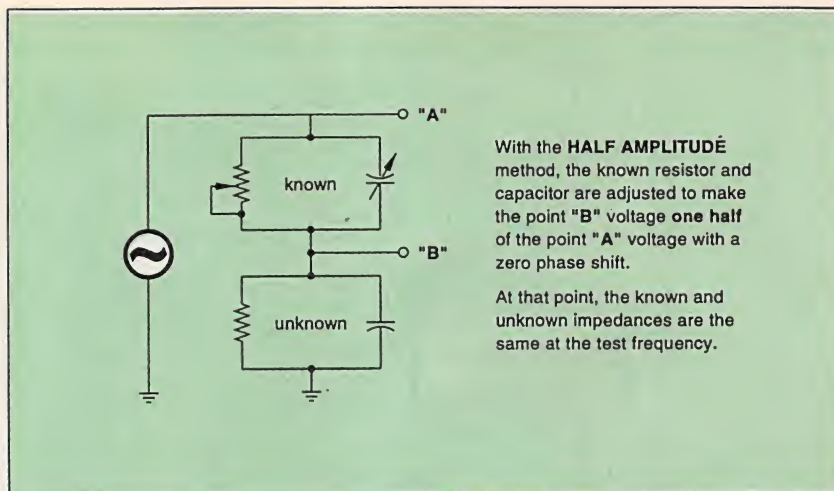 "A"
known
"B"
unknown
With the HALF AMPLITUDE
method, the known resistor and
capacitor are adjusted to make
the point "B" voltage one half
of the point "A" voltage with a
zero phase shift.
At that point, the known and
unknown impedances are the
same at the test frequency.